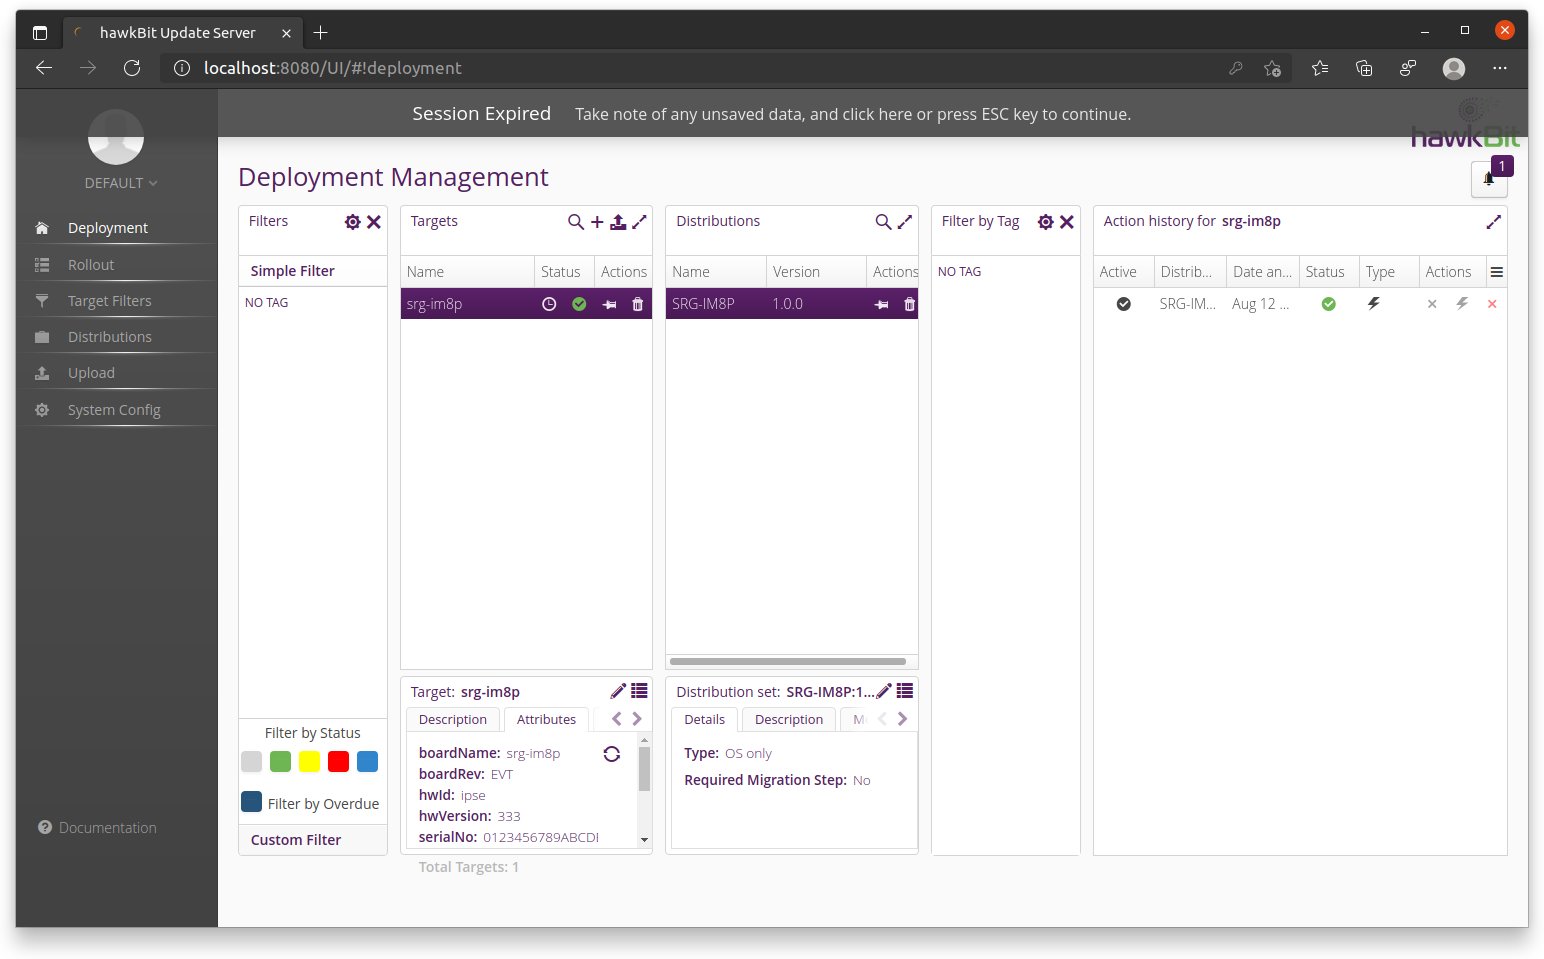 hawkBit Update Server
localhost:8080/UI/#!deployment
Session Expired Take note of any unsaved data, and click here or press ESC key to continue.
hawkBit
DEFAULT
Deployment
Rollout
Target Filters
Distributions
Upload
System Config
Documentation
Deployment Management
1
Filters
Simple Filter
NO TAG
Filter by Status
Filter by Overdue
Custom Filter
Targets
Name Status Actions
srg-im8p
Target: srg-im8p
Description Attributes
boardName: srg-im8p
boardRev: EVT
hwId: ipse
hwVersion: 333
serialNo: 0123456789ABCDI
Total Targets: 1
Distributions
Name Version Actions
SRG-IM8P 1.0.0
Distribution set: SRG-IM8P:1...
Details Description M
Type: OS only
Required Migration Step: No
Filter by Tag
NO TAG
Action history for srg-im8p
Active Distrib... Date an... Status Type Actions
SRG-IM... Aug 12 ...